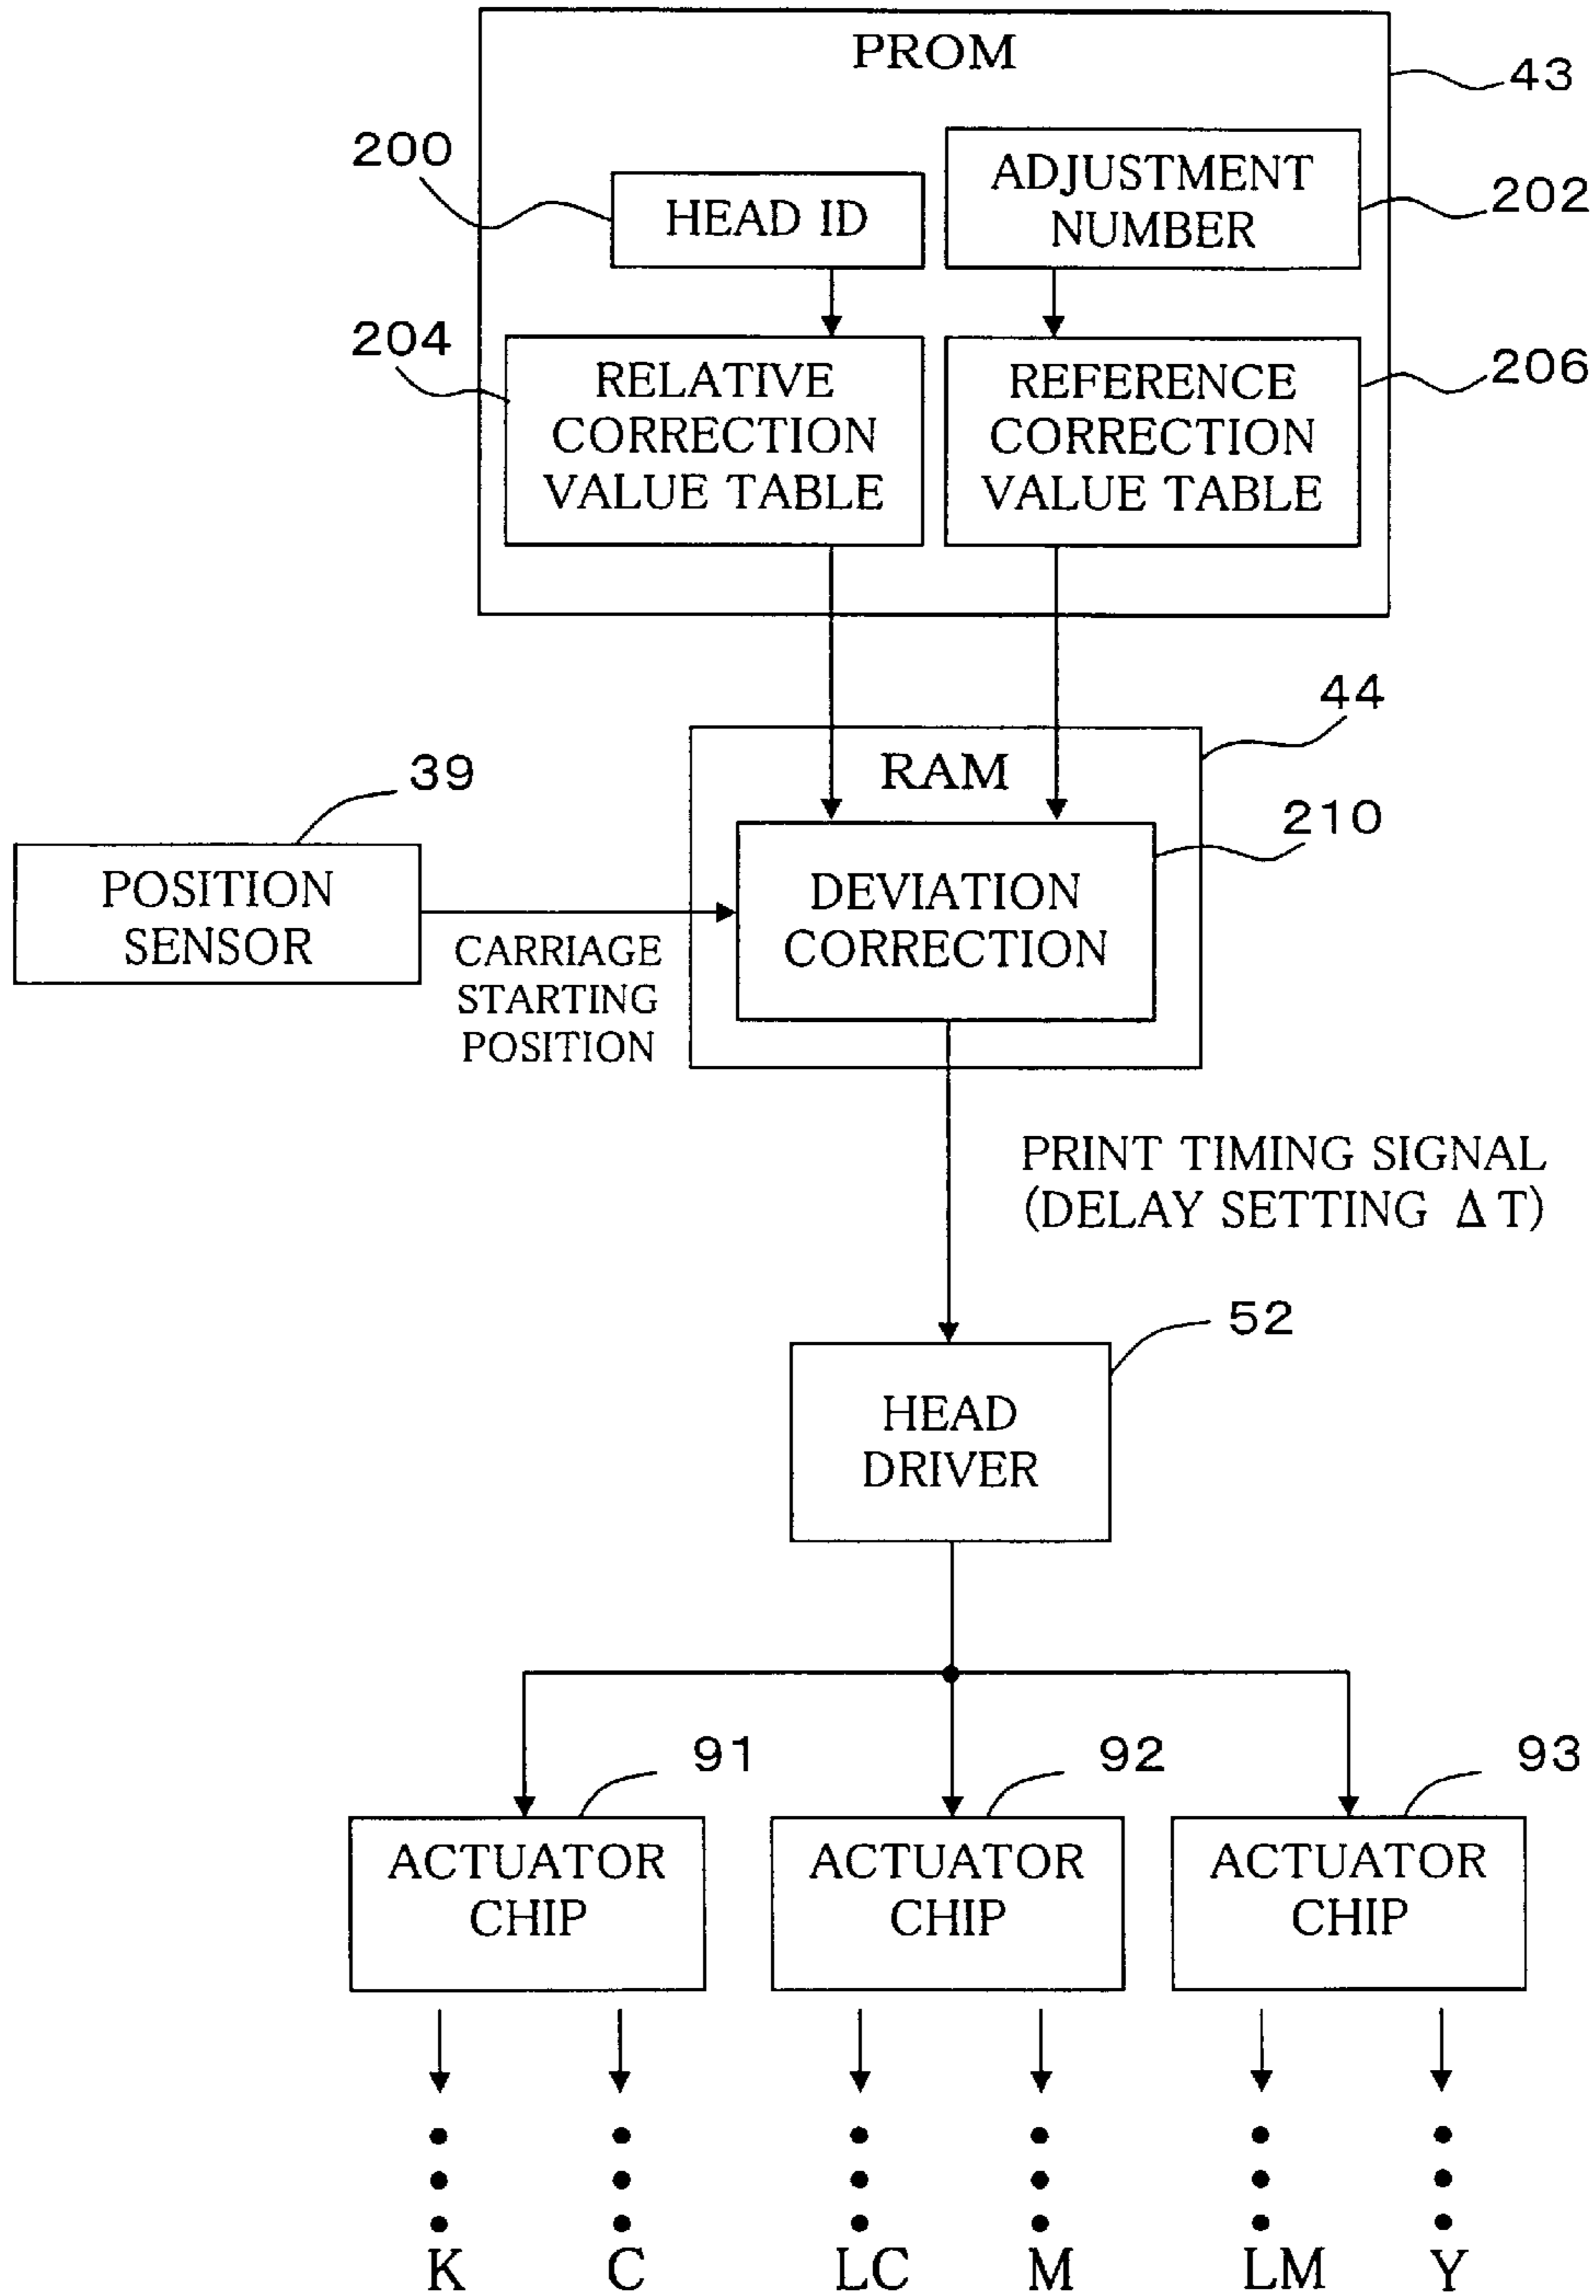 PROM
43
200
HEAD ID
ADJUSTMENT
NUMBER
202
204
RELATIVE
CORRECTION
VALUE TABLE
REFERENCE
CORRECTION
VALUE TABLE
206
44
RAM
39
210
POSITION
SENSOR
CARRIAGE
STARTING
POSITION
DEVIATION
CORRECTION
PRINT TIMING SIGNAL
(DELAY SETTING Δ T)
52
HEAD
DRIVER
91
92
93
ACTUATOR
CHIP
ACTUATOR
CHIP
ACTUATOR
CHIP
K C LC M LM Y